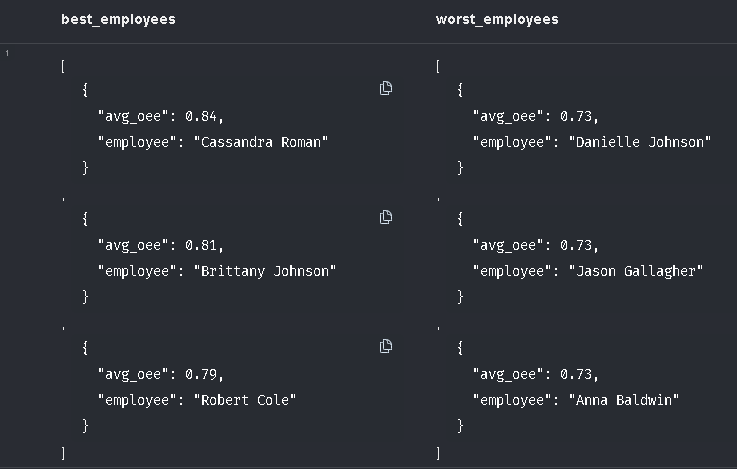 best_employees
worst_employees
1
[
{
"avg_oee": 0.84,
"employee": "Cassandra Roman"
}
,
{
"avg_oee": 0.81,
"employee": "Brittany Johnson"
}
,
{
"avg_oee": 0.79,
"employee": "Robert Cole"
}
]
[
{
"avg_oee": 0.73,
"employee": "Danielle Johnson"
}
,
{
"avg_oee": 0.73,
"employee": "Jason Gallagher"
}
,
{
"avg_oee": 0.73,
"employee": "Anna Baldwin"
}
]